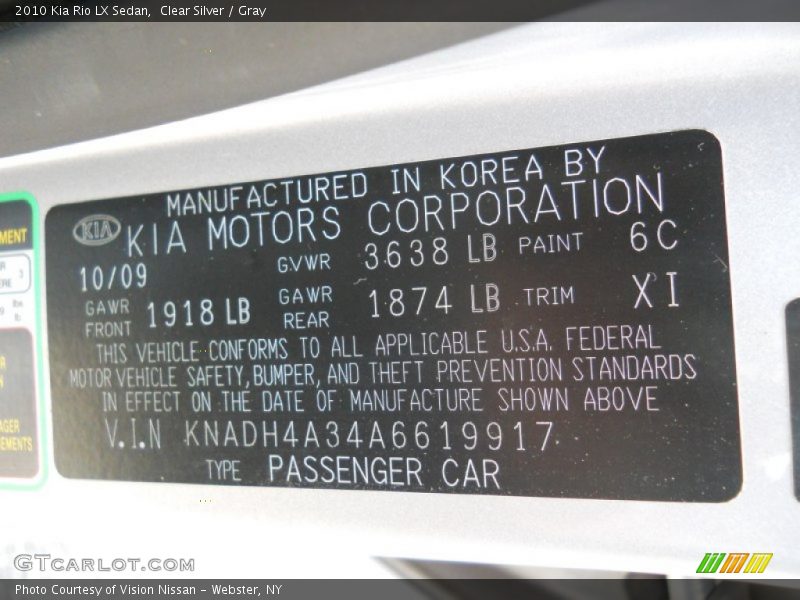 2010 Kia Rio LX Sedan, Clear Silver / Gray
MANUFACTURED IN KOREA BY
KIA KIA MOTORS CORPORATION
10/09 GVWR 3638 LB PAINT 6C
GAWR FRONT 1918 LB GAWR REAR 1874 LB TRIM XI
THIS VEHICLE CONFORMS TO ALL APPLICABLE U.S.A. FEDERAL
MOTOR VEHICLE SAFETY, BUMPER, AND THEFT PREVENTION STANDARDS
IN EFFECT ON THE DATE OF MANUFACTURE SHOWN ABOVE
V.I.N KNADH4A34A6619917
TYPE PASSENGER CAR
GTCARLOT.COM
Photo Courtesy of Vision Nissan - Webster, NY